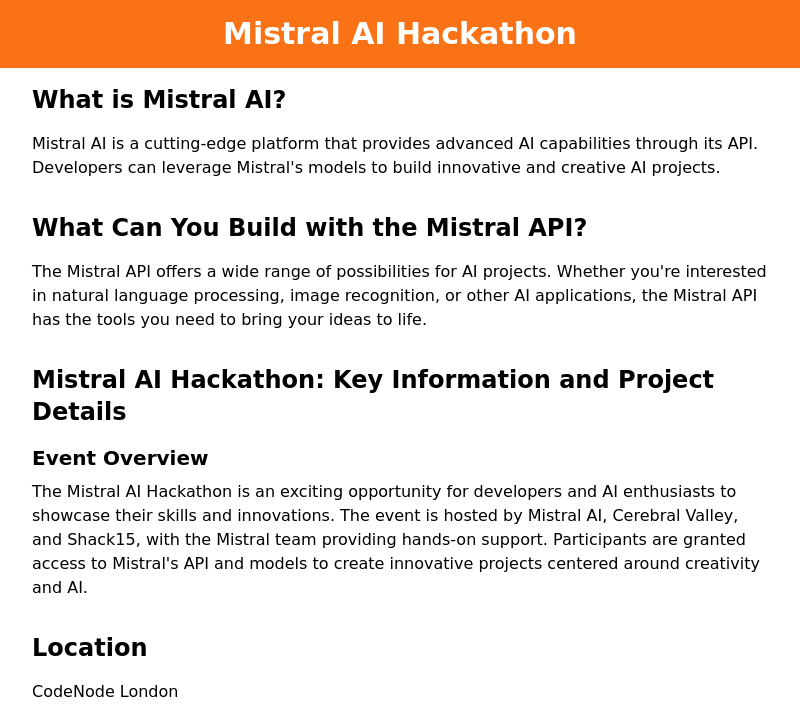 Mistral AI Hackathon
What is Mistral AI?
Mistral AI is a cutting-edge platform that provides advanced AI capabilities through its API.
Developers can leverage Mistral's models to build innovative and creative AI projects.
What Can You Build with the Mistral API?
The Mistral API offers a wide range of possibilities for AI projects. Whether you're interested
in natural language processing, image recognition, or other AI applications, the Mistral API
has the tools you need to bring your ideas to life.
Mistral AI Hackathon: Key Information and Project
Details
Event Overview
The Mistral AI Hackathon is an exciting opportunity for developers and AI enthusiasts to
showcase their skills and innovations. The event is hosted by Mistral AI, Cerebral Valley,
and Shack15, with the Mistral team providing hands-on support. Participants are granted
access to Mistral's API and models to create innovative projects centered around creativity
and AI.
Location
CodeNode London